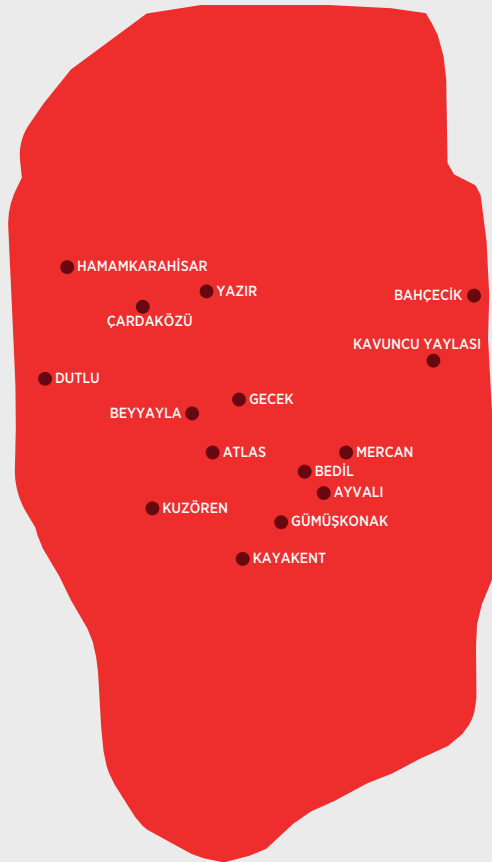 HAMAMKARAHİSAR
YAZIR
BAHÇECİK
ÇARDAKÖZÜ
KAVUNCU YAYLASI
DUTLU
GECEK
BEYYAYLA
ATLAS
MERCAN
BEDİL
AYVALI
KUZÖREN
GÜMÜŞKONAK
KAYAKENT